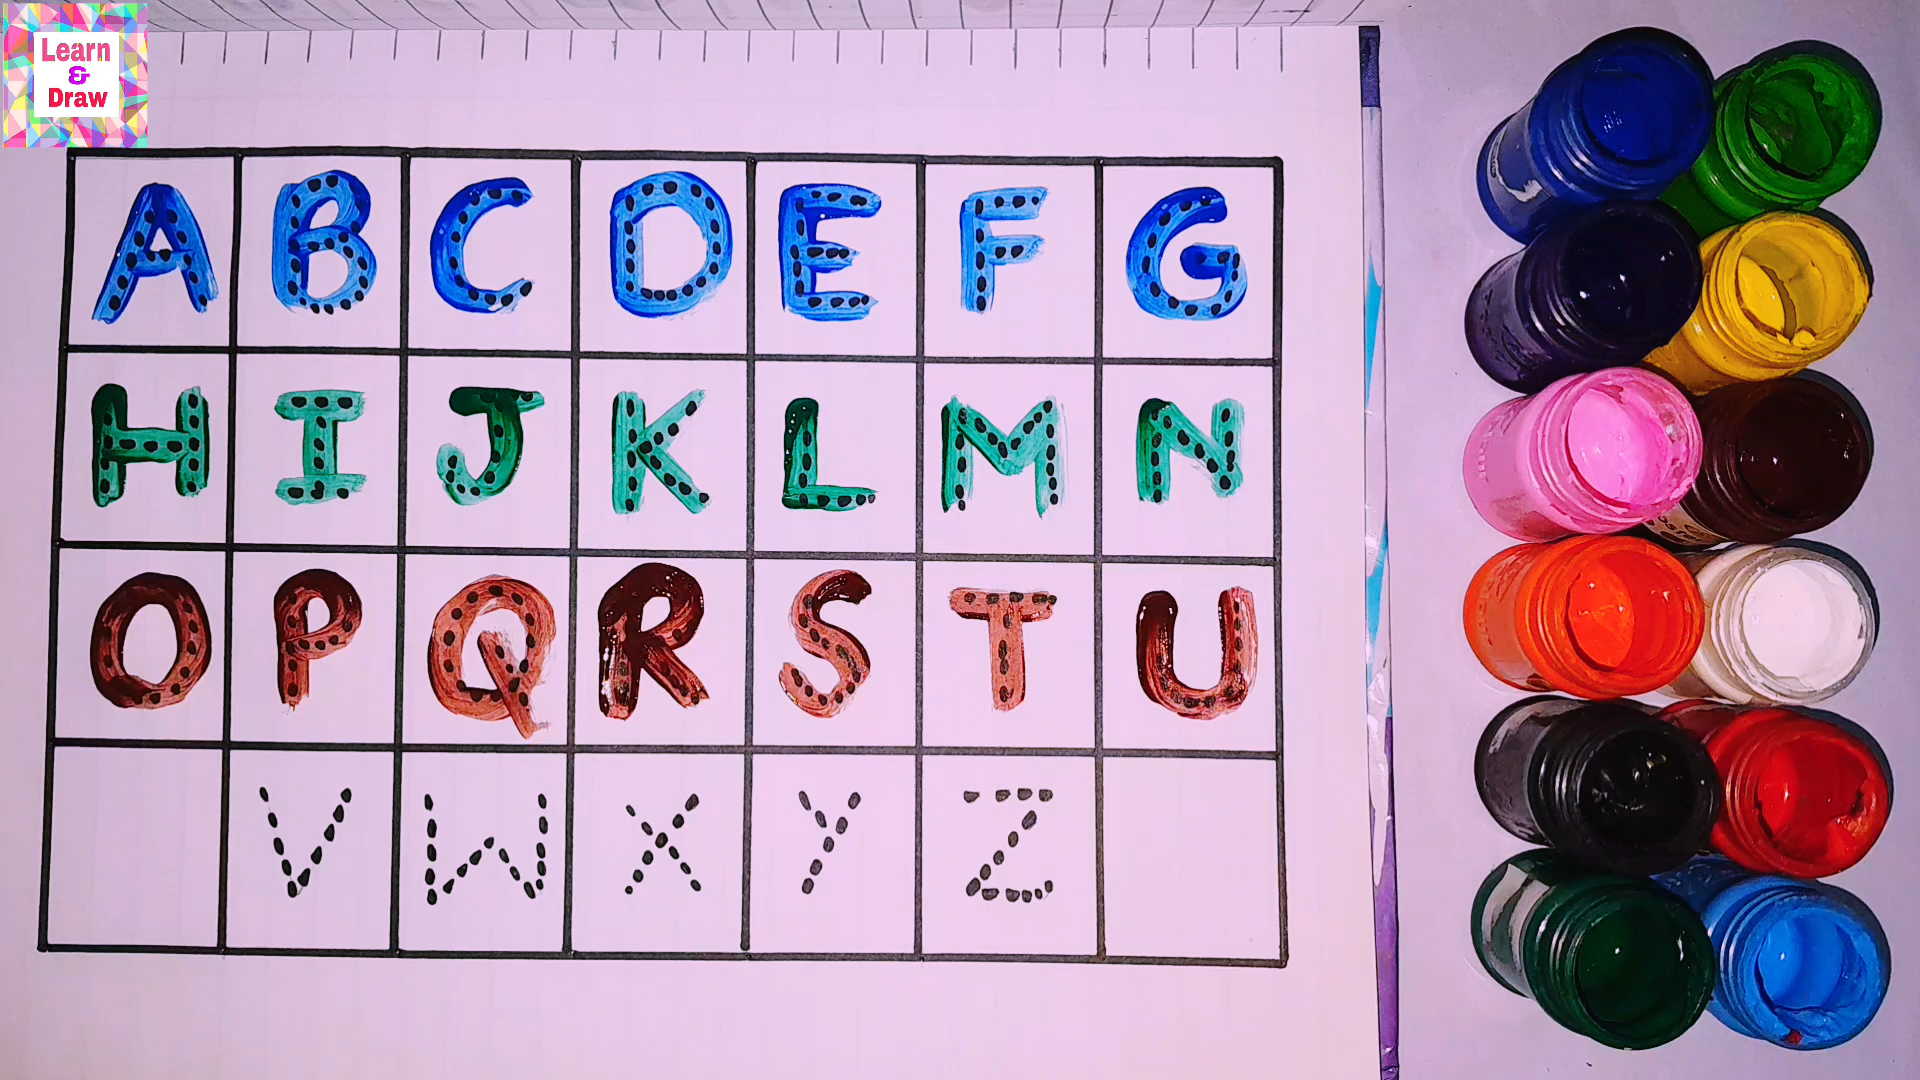 Learn
&
Draw
A B C D E F G
H I J K L M N
O P Q R S T U
V W X Y Z